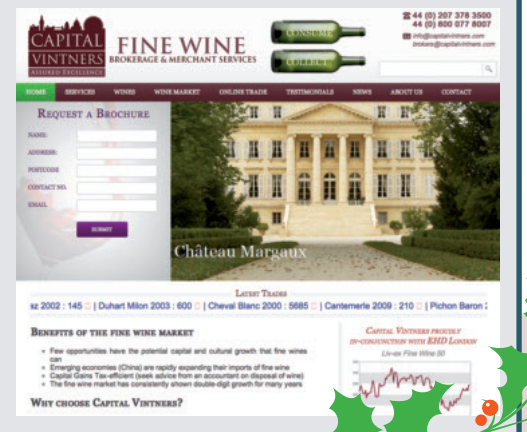 CAPITAL
VINTNERS
ASSURED EXCELLENCE
FINE WINE
BROKERAGE & MERCHANT SERVICES
CONSUME
COLLECT
44 (0) 207 378 3500
44 (0) 800 077 8007
info@capitalvintners.com
brokers@capitalvintners.com
HOME SERVICES WINES WINE MARKET ONLINE TRADE TESTIMONIALS NEWS ABOUT US CONTACT
REQUEST A BROCHURE
NAME:
ADDRESS:
POSTCODE
CONTACT NO.
EMAIL
SUBMIT
Château Margaux
LATEST TRADES
az 2002 : 145 | Duhart Milon 2003 : 600 | Cheval Blanc 2000 : 5685 | Cantemerle 2009 : 210 | Pichon Baron 2
BENEFITS OF THE FINE WINE MARKET
Few opportunities have the potential capital and cultural growth that fine wines
can
Emerging economies (China) are rapidly expanding their imports of fine wine
Capital Gains Tax-efficient (seek advice from an accountant on disposal of wine)
The fine wine market has consistently shown double-digit growth for many years
WHY CHOOSE CAPITAL VINTNERS?
CAPITAL VINTNERS PROUDLY
IN-CONJUNCTION WITH EHD LONDON
Liv-ex Fine Wine 50